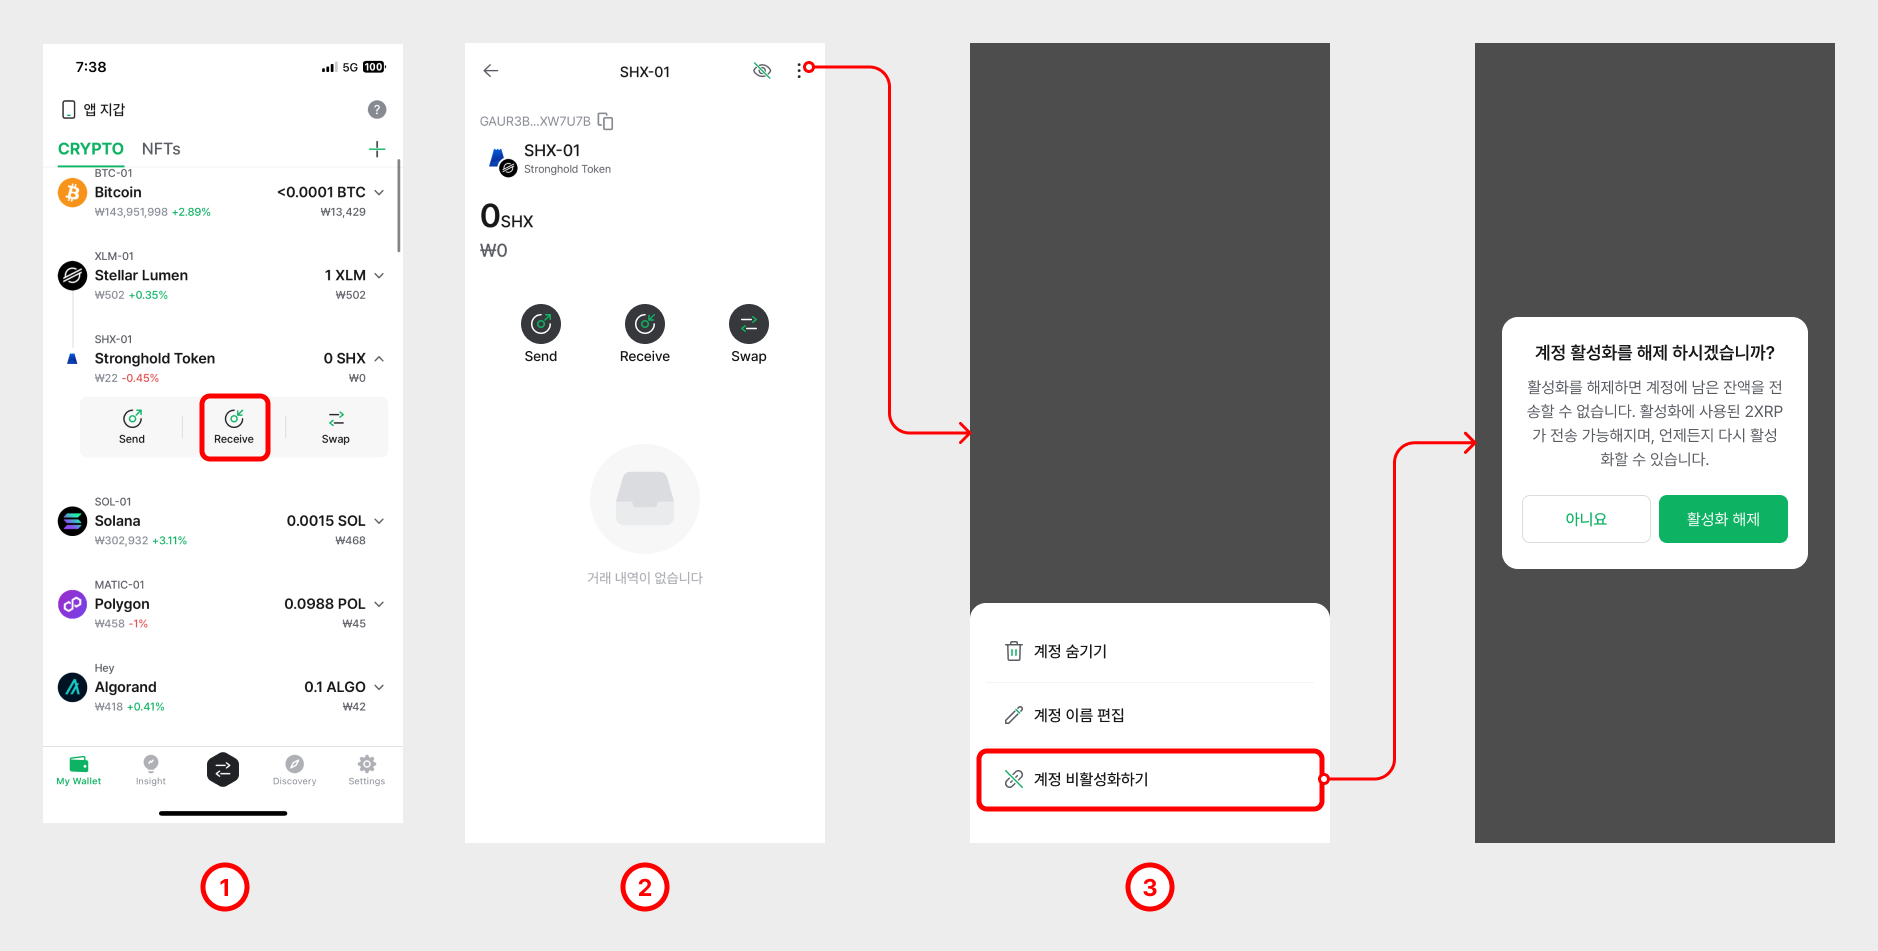 7:38
5G 100
앱 지갑
?
CRYPTO NFTs
BTC-01
Bitcoin <0.0001 BTC
₩143,951,998 +2.89% ₩13,429
XLM-01
Stellar Lumen 1 XLM
₩502 +0.35% ₩502
SHX-01
Stronghold Token 0 SHX
₩22 -0.45% ₩0
Send Receive Swap
SOL-01
Solana 0.0015 SOL
₩302,932 +3.11% ₩468
MATIC-01
Polygon 0.0988 POL
₩458 -1% ₩45
Hey
Algorand 0.1 ALGO
₩418 +0.41% ₩42
My Wallet Insight Discovery Settings
1
SHX-01
GAUR3B...XW7U7B
SHX-01
Stronghold Token
0SHX
₩0
Send Receive Swap
거래 내역이 없습니다
2
계정 숨기기
계정 이름 편집
계정 비활성화하기
3
계정 활성화를 해제 하시겠습니까?
활성화를 해제하면 계정에 남은 잔액을 전
송할 수 없습니다. 활성화에 사용된 2XRP
가 전송 가능해지며, 언제든지 다시 활성
화할 수 있습니다.
아니요 활성화 해제